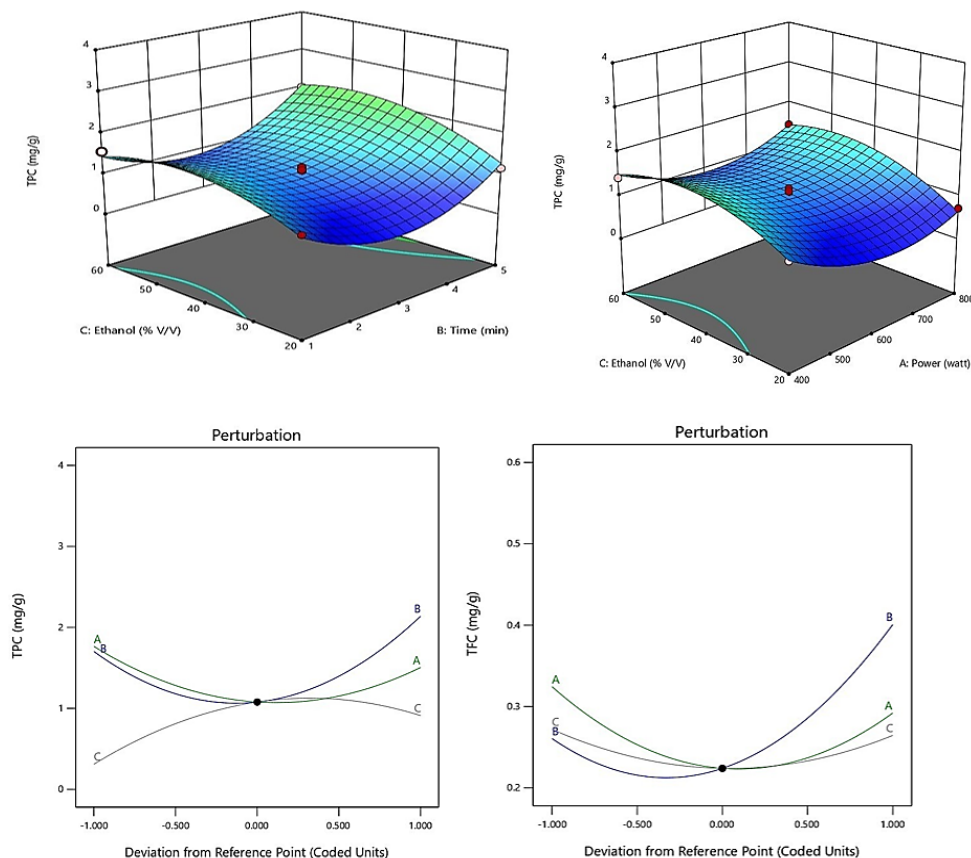 4
3
2
1
0
TPC (mg/g)
60
50
40
30
20
C: Ethanol (% V/V)
1
2
3
4
5
B: Time (min)
4
3
2
1
0
TPC (mg/g)
60
50
40
30
20
C: Ethanol (% V/V)
400
500
600
700
800
A: Power (watt)
Perturbation
4
3
2
1
0
TPC (mg/g)
A
B
C
B
A
C
-1.000
-0.500
0.000
0.500
1.000
Deviation from Reference Point (Coded Units)
Perturbation
0.6
0.5
0.4
0.3
0.2
TFC (mg/g)
A
C
B
B
A
C
-1.000
-0.500
0.000
0.500
1.000
Deviation from Reference Point (Coded Units)